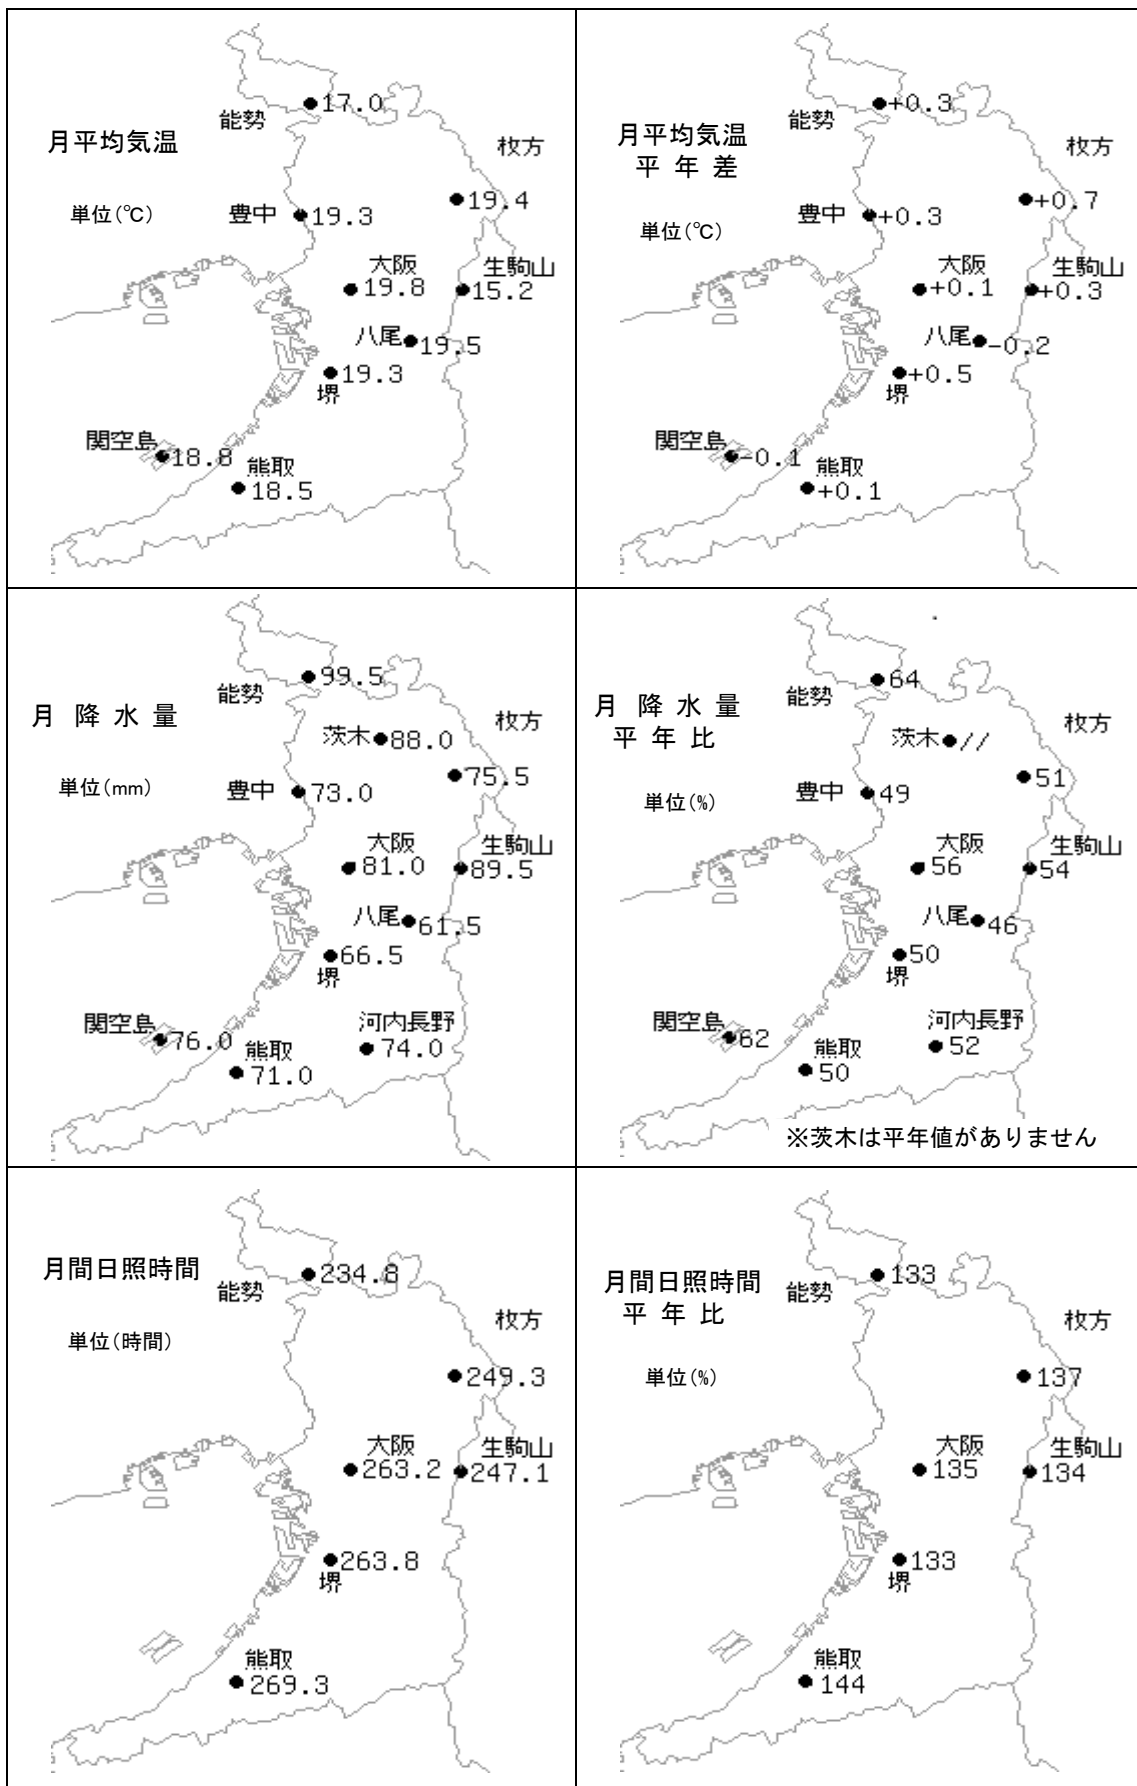 月平均気温
単位(℃)
能勢
17.0
枚方
19.4
豊中
19.3
大阪
19.8
生駒山
15.2
八尾
19.5
19.3
堺
関空島
18.8
熊取
18.5
月平均気温
平年差
単位(℃)
能勢
+0.3
枚方
+0.7
豊中
+0.3
大阪
+0.1
生駒山
+0.3
八尾
-0.2
+0.5
堺
関空島
-0.1
熊取
+0.1
月降水量
単位(mm)
能勢
99.5
茨木
88.0
枚方
75.5
豊中
73.0
大阪
81.0
生駒山
89.5
八尾
61.5
66.5
堺
関空島
76.0
熊取
71.0
河内長野
74.0
月降水量
平年比
単位(%)
能勢
64
茨木
//
枚方
51
豊中
49
大阪
56
生駒山
54
八尾
46
50
堺
関空島
62
熊取
50
河内長野
52
※茨木は平年値がありません
月間日照時間
単位(時間)
能勢
234.8
枚方
249.3
大阪
263.2
生駒山
247.1
263.8
堺
熊取
269.3
月間日照時間
平年比
単位(%)
能勢
133
枚方
137
大阪
135
生駒山
134
133
堺
熊取
144